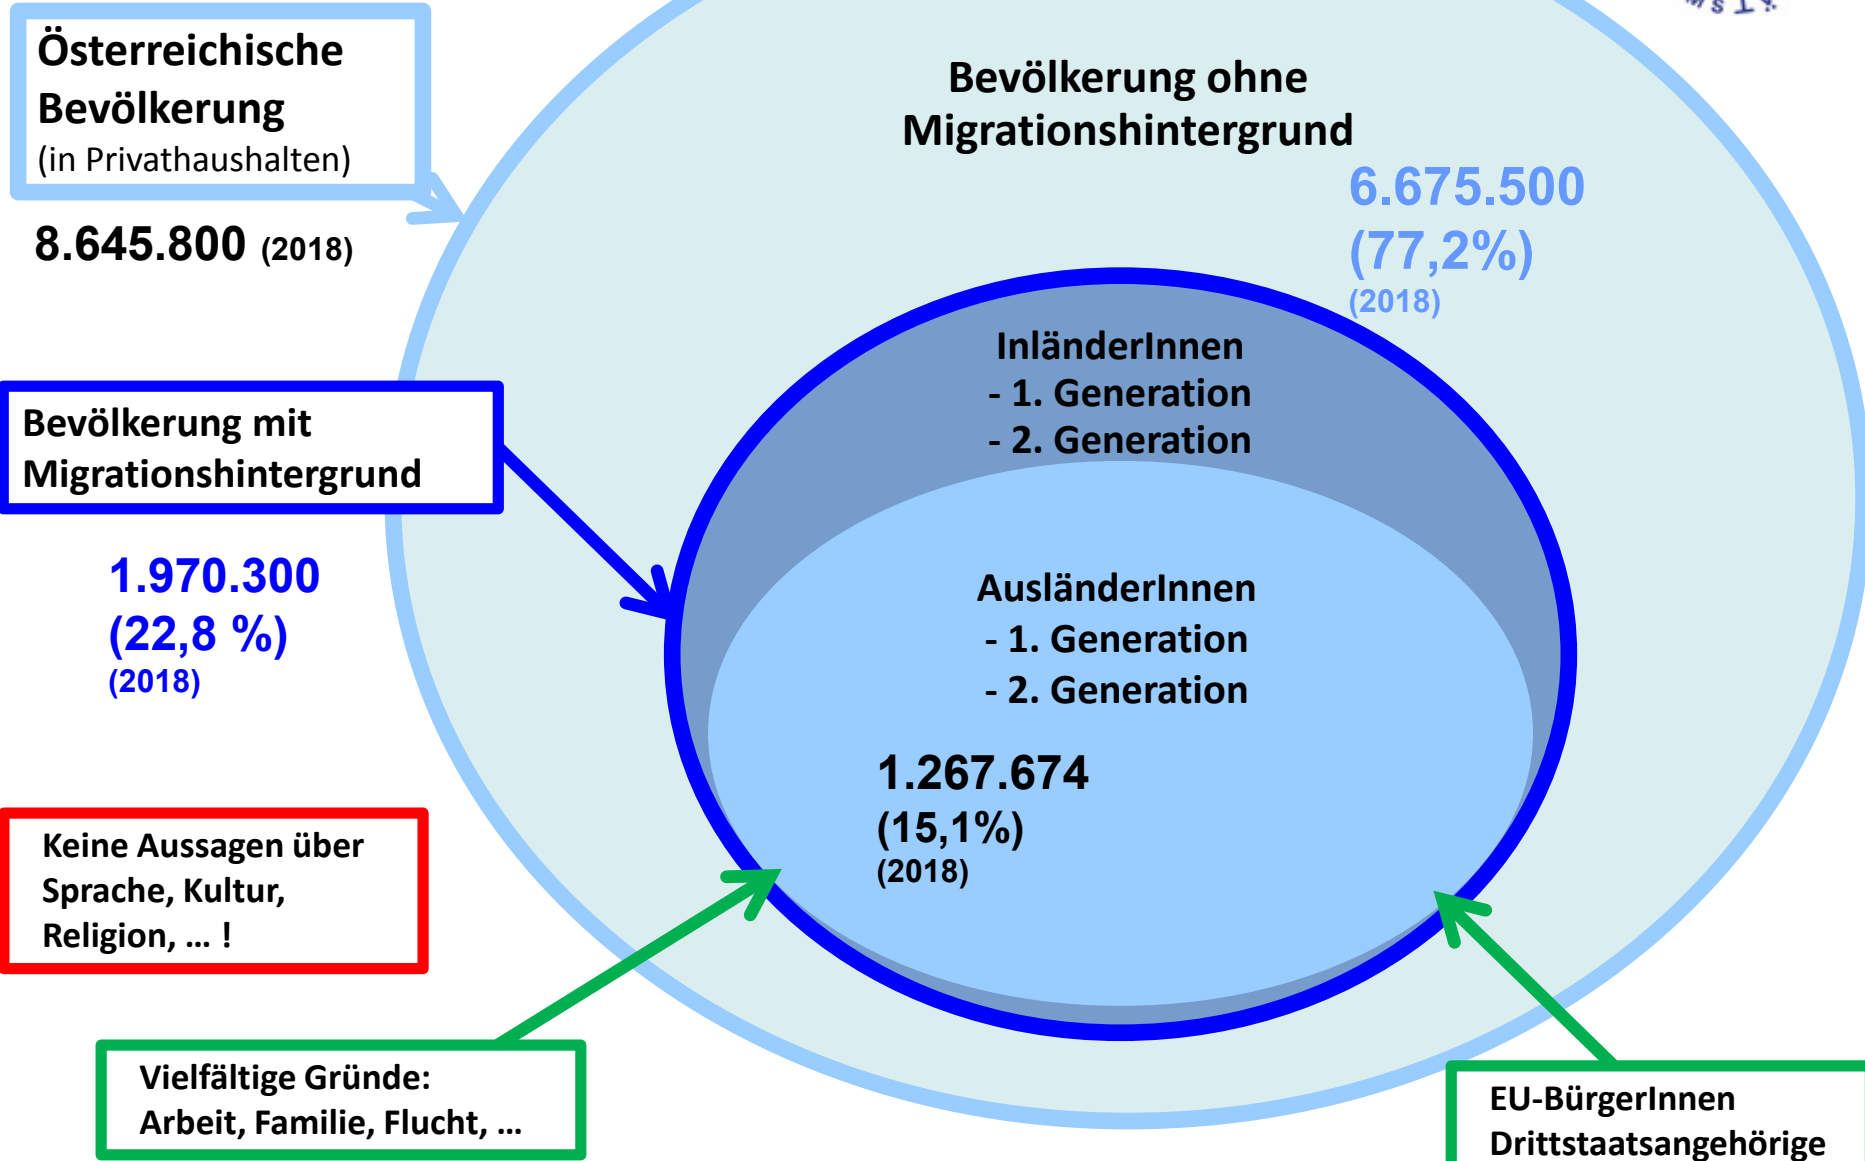 Österreichische
Bevölkerung
(in Privathaushalten)
8.645.800 (2018)
Bevölkerung ohne
Migrationshintergrund
6.675.500
(77,2%)
(2018)
Bevölkerung mit
Migrationshintergrund
1.970.300
(22,8 %)
(2018)
InländerInnen
- 1. Generation
- 2. Generation
AusländerInnen
- 1. Generation
- 2. Generation
1.267.674
(15,1%)
(2018)
Keine Aussagen über
Sprache, Kultur,
Religion, ... !
Vielfältige Gründe:
Arbeit, Familie, Flucht, ...
EU-BürgerInnen
Drittstaatsangehörige